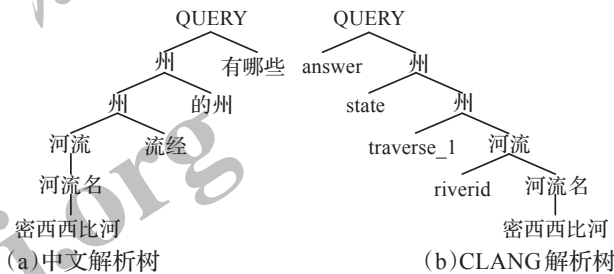 QUERY
QUERY
州
有哪些
answer
州
州
的州
state
州
河流
流经
traverse_1
河流
河流名
riverid
河流名
密西西比河
密西西比河
(a)中文解析树
(b)CLANG解析树